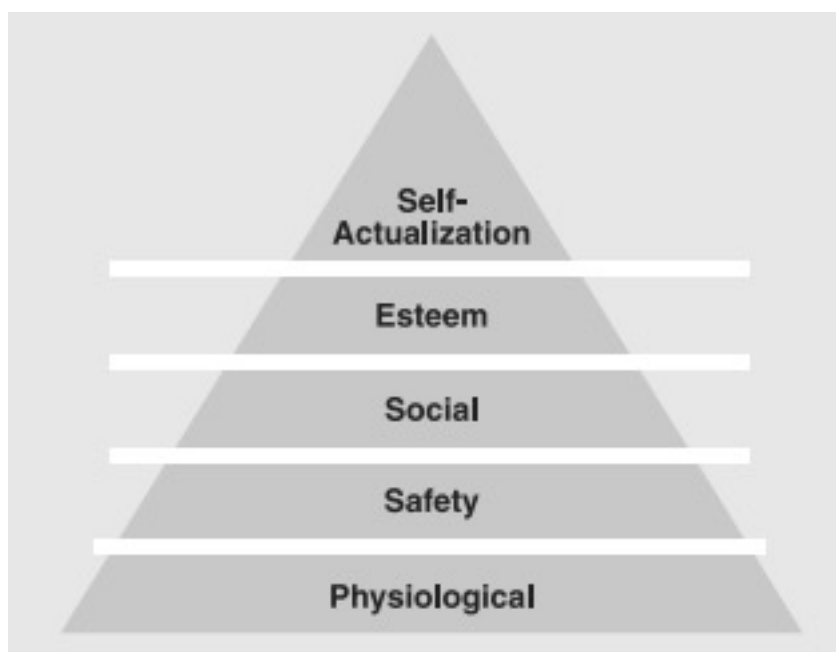 Self-
Actualization
Esteem
Social
Safety
Physiological